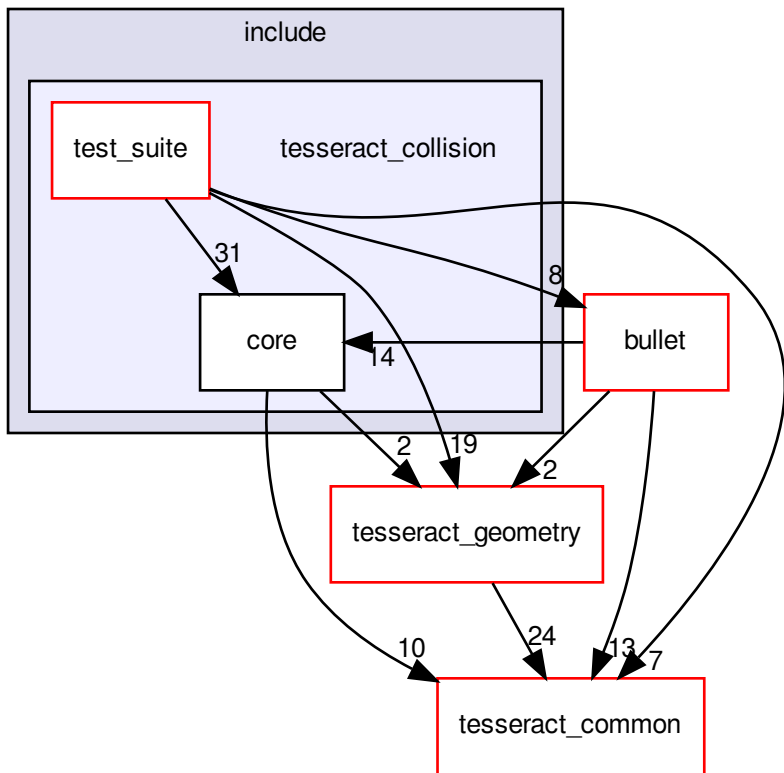 include
test_suite
tesseract_collision
31
8
core
14
bullet
2
19
2
tesseract_geometry
24
10
13
7
tesseract_common